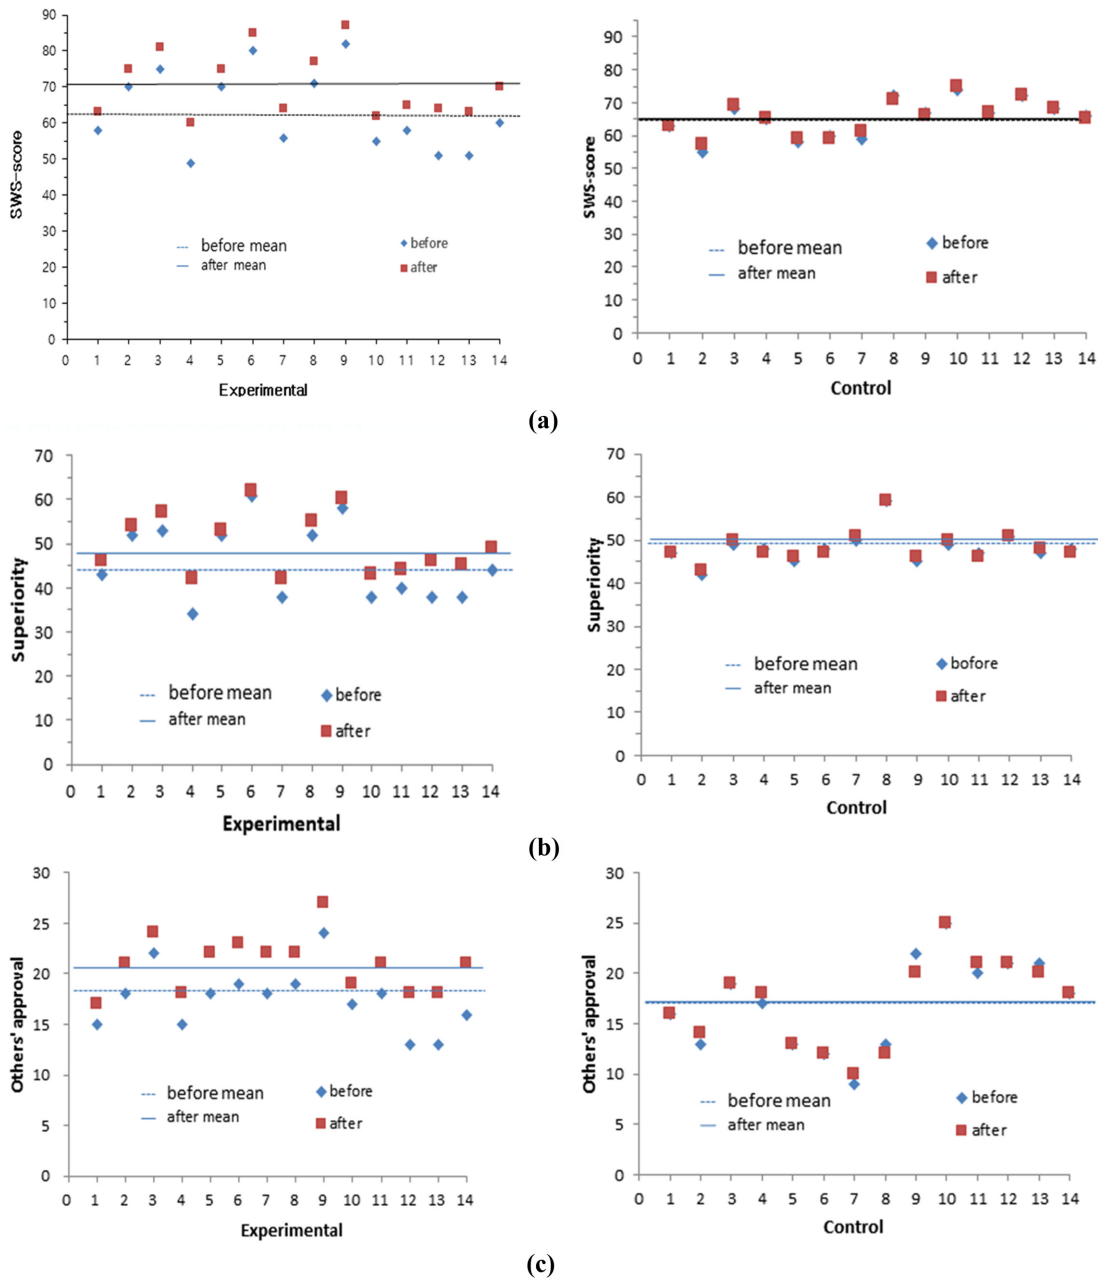 90
80
70
60
50
40
30
20
10
0
SWS-score
before mean
after mean
before
after
0 1 2 3 4 5 6 7 8 9 10 11 12 13 14
Experimental
90
80
70
60
50
40
30
20
10
0
SWS-score
before mean
after mean
before
after
0 1 2 3 4 5 6 7 8 9 10 11 12 13 14
Control
(a)
70
60
50
40
30
20
10
0
Superiority
before mean
after mean
before
after
0 1 2 3 4 5 6 7 8 9 10 11 12 13 14
Experimental
70
60
50
40
30
20
10
0
Superiority
before mean
after mean
bofore
after
0 1 2 3 4 5 6 7 8 9 10 11 12 13 14
Control
(b)
30
25
20
15
10
5
0
Others' approval
before mean
after mean
before
after
0 1 2 3 4 5 6 7 8 9 10 11 12 13 14
Experimental
30
25
20
15
10
5
0
Others' approval
before mean
after mean
before
after
0 1 2 3 4 5 6 7 8 9 10 11 12 13 14
Control
(c)